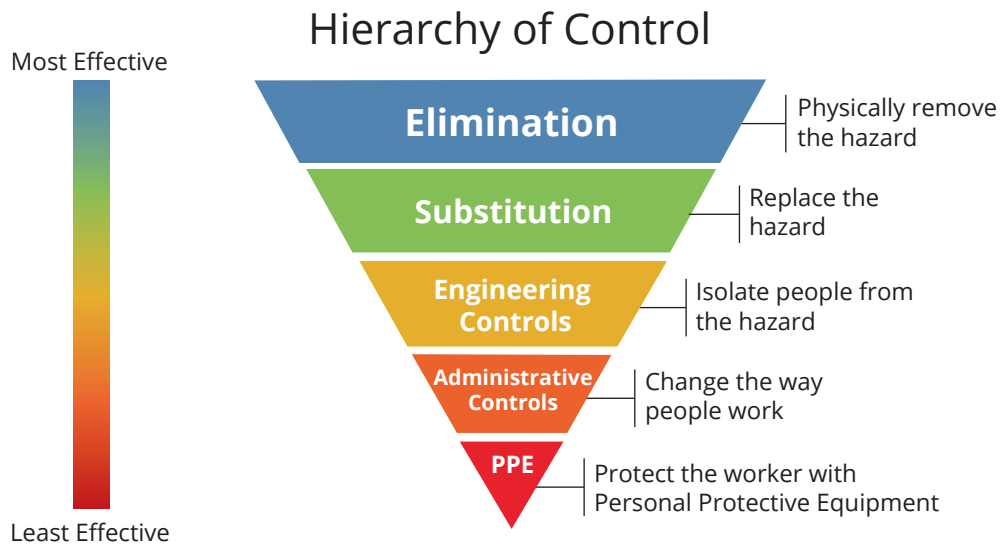 Hierarchy of Control
Most Effective
Elimination
Physically remove
the hazard
Substitution
Replace the
hazard
Engineering
Controls
Isolate people from
the hazard
Administrative
Controls
Change the way
people work
PPE
Protect the worker with
Personal Protective Equipment
Least Effective